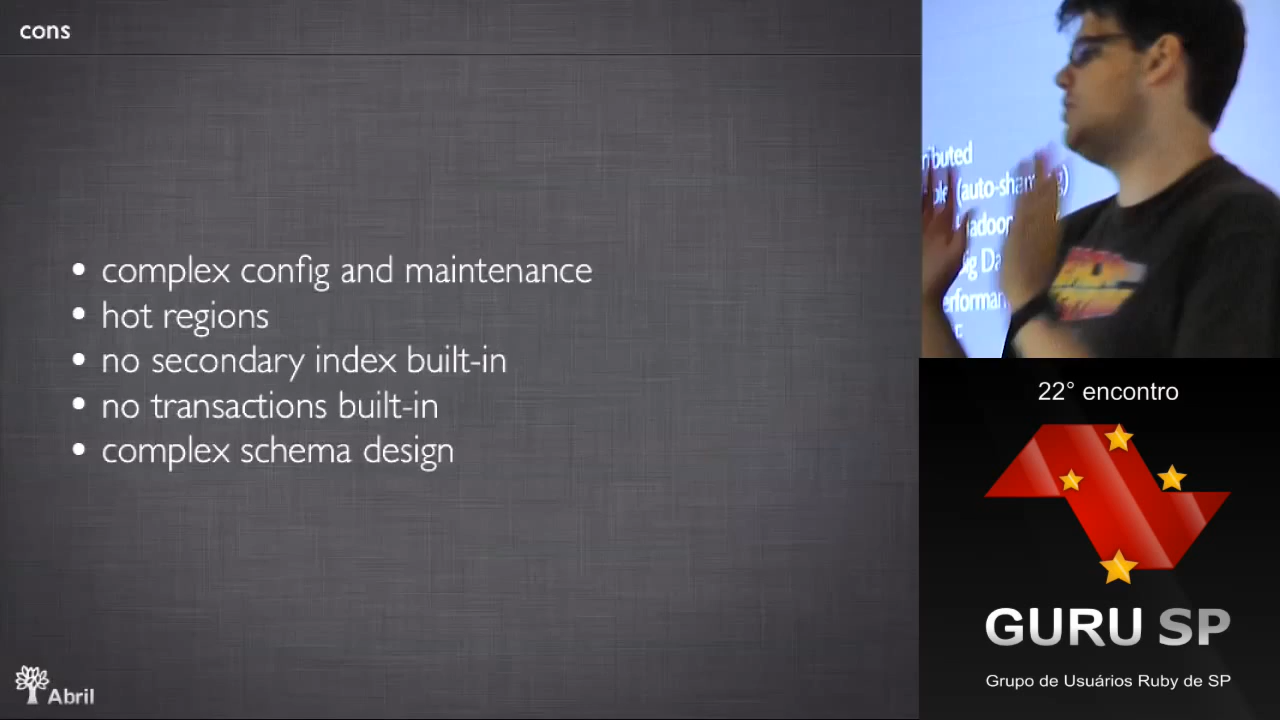 cons
• complex config and maintenance
• hot regions
• no secondary index built-in
• no transactions built-in
• complex schema design
Abril
22° encontro
GURU SP
Grupo de Usuários Ruby de SP